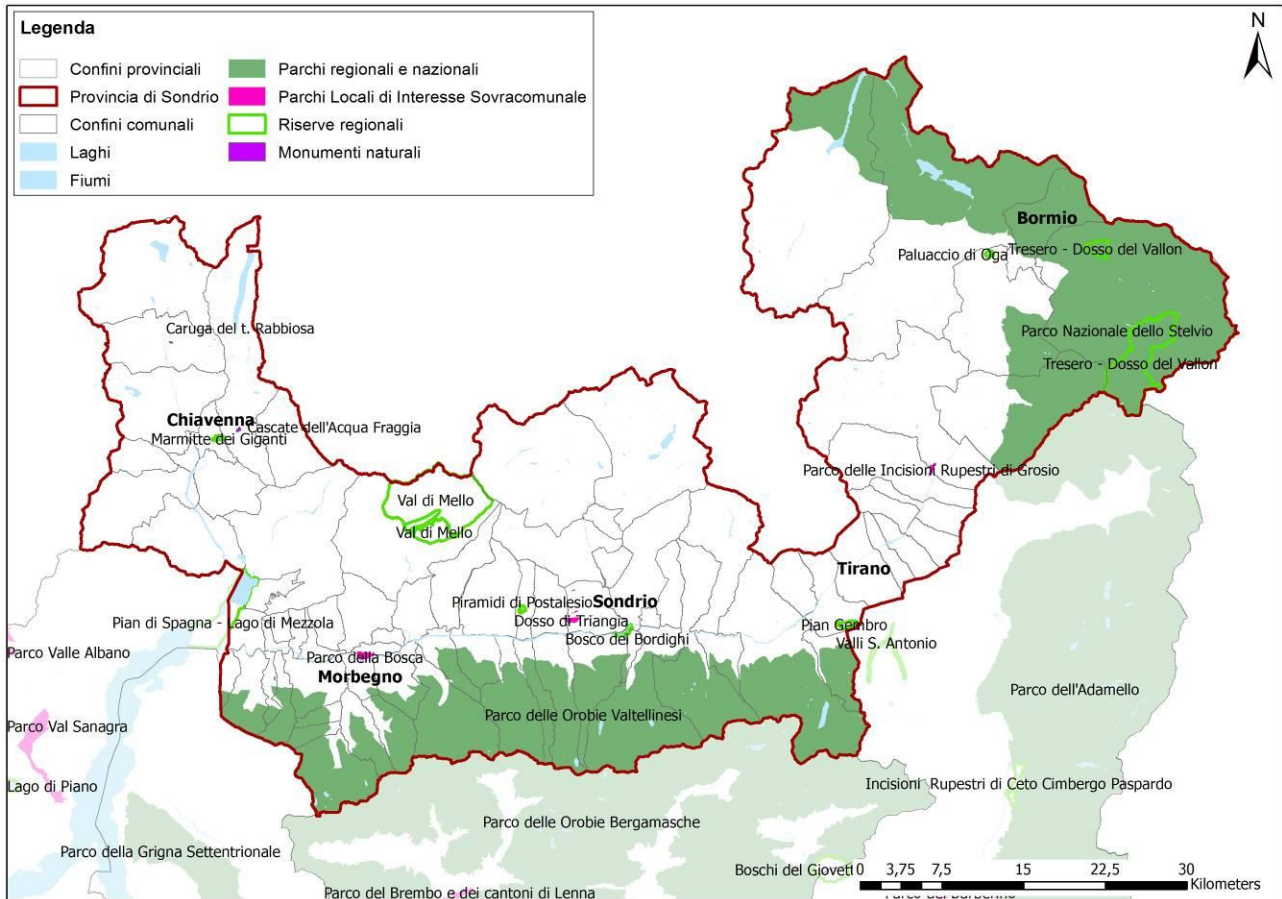 Legenda
Confini provinciali
Provincia di Sondrio
Confini comunali
Laghi
Fiumi
Parchi regionali e nazionali
Parchi Locali di Interesse Sovracomunale
Riserve regionali
Monumenti naturali
N
Bormio
Paluaccio di Oga
Tresero - Dosso del Vallon
Caruga del t. Rabbiosa
Parco Nazionale dello Stelvio
Tresero - Dosso del Vallon
Chiavenna
Cascate dell'Acqua Fraggia
Marmitte dei Giganti
Parco delle Incisioni Rupestri di Grosio
Val di Mello
Val di Mello
Tirano
Piramidi di Postalesio
Sondrio
Dosso di Triangia
Pian di Spagna - Lago di Mezzola
Pian Gembro
Bosco dei Bordighi
Valli S. Antonio
Parco Valle Albano
Parco della Bosca
Morbegno
Parco dell'Adamello
Parco delle Orobie Valtellinesi
Parco Val Sanagra
Lago di Piano
Incisioni Rupestri di Ceto Cimbergo Paspardo
Parco delle Orobie Bergamasche
Parco della Grigna Settentrionale
Boschi del Giovetto
0 3,75 7,5 15 22,5 30
Kilometers
Parco del Brembo e dei cantoni di Lenna